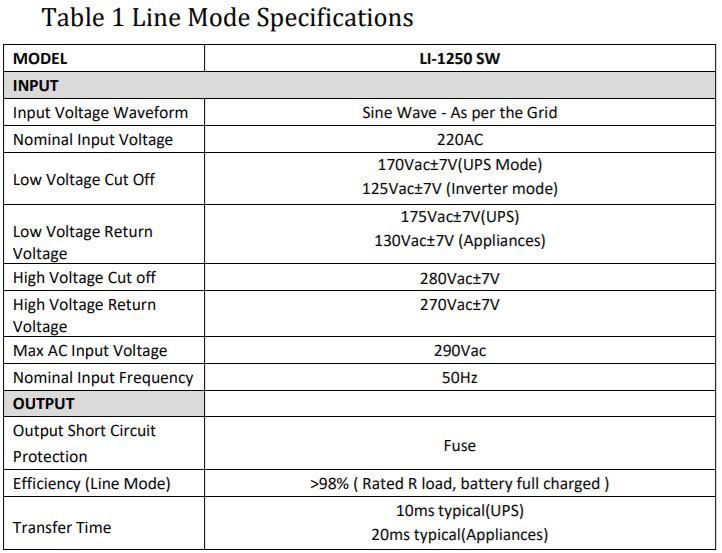 Table 1 Line Mode Specifications
MODEL LI-1250 SW
INPUT
Input Voltage Waveform Sine Wave - As per the Grid
Nominal Input Voltage 220AC
Low Voltage Cut Off 170Vac±7V(UPS Mode)
125Vac±7V (Inverter mode)
Low Voltage Return
Voltage
175Vac±7V(UPS)
130Vac±7V (Appliances)
High Voltage Cut off 280Vac±7V
High Voltage Return
Voltage
270Vac±7V
Max AC Input Voltage 290Vac
Nominal Input Frequency 50Hz
OUTPUT
Output Short Circuit
Protection
Fuse
Efficiency (Line Mode) >98% ( Rated R load, battery full charged )
Transfer Time 10ms typical(UPS)
20ms typical(Appliances)